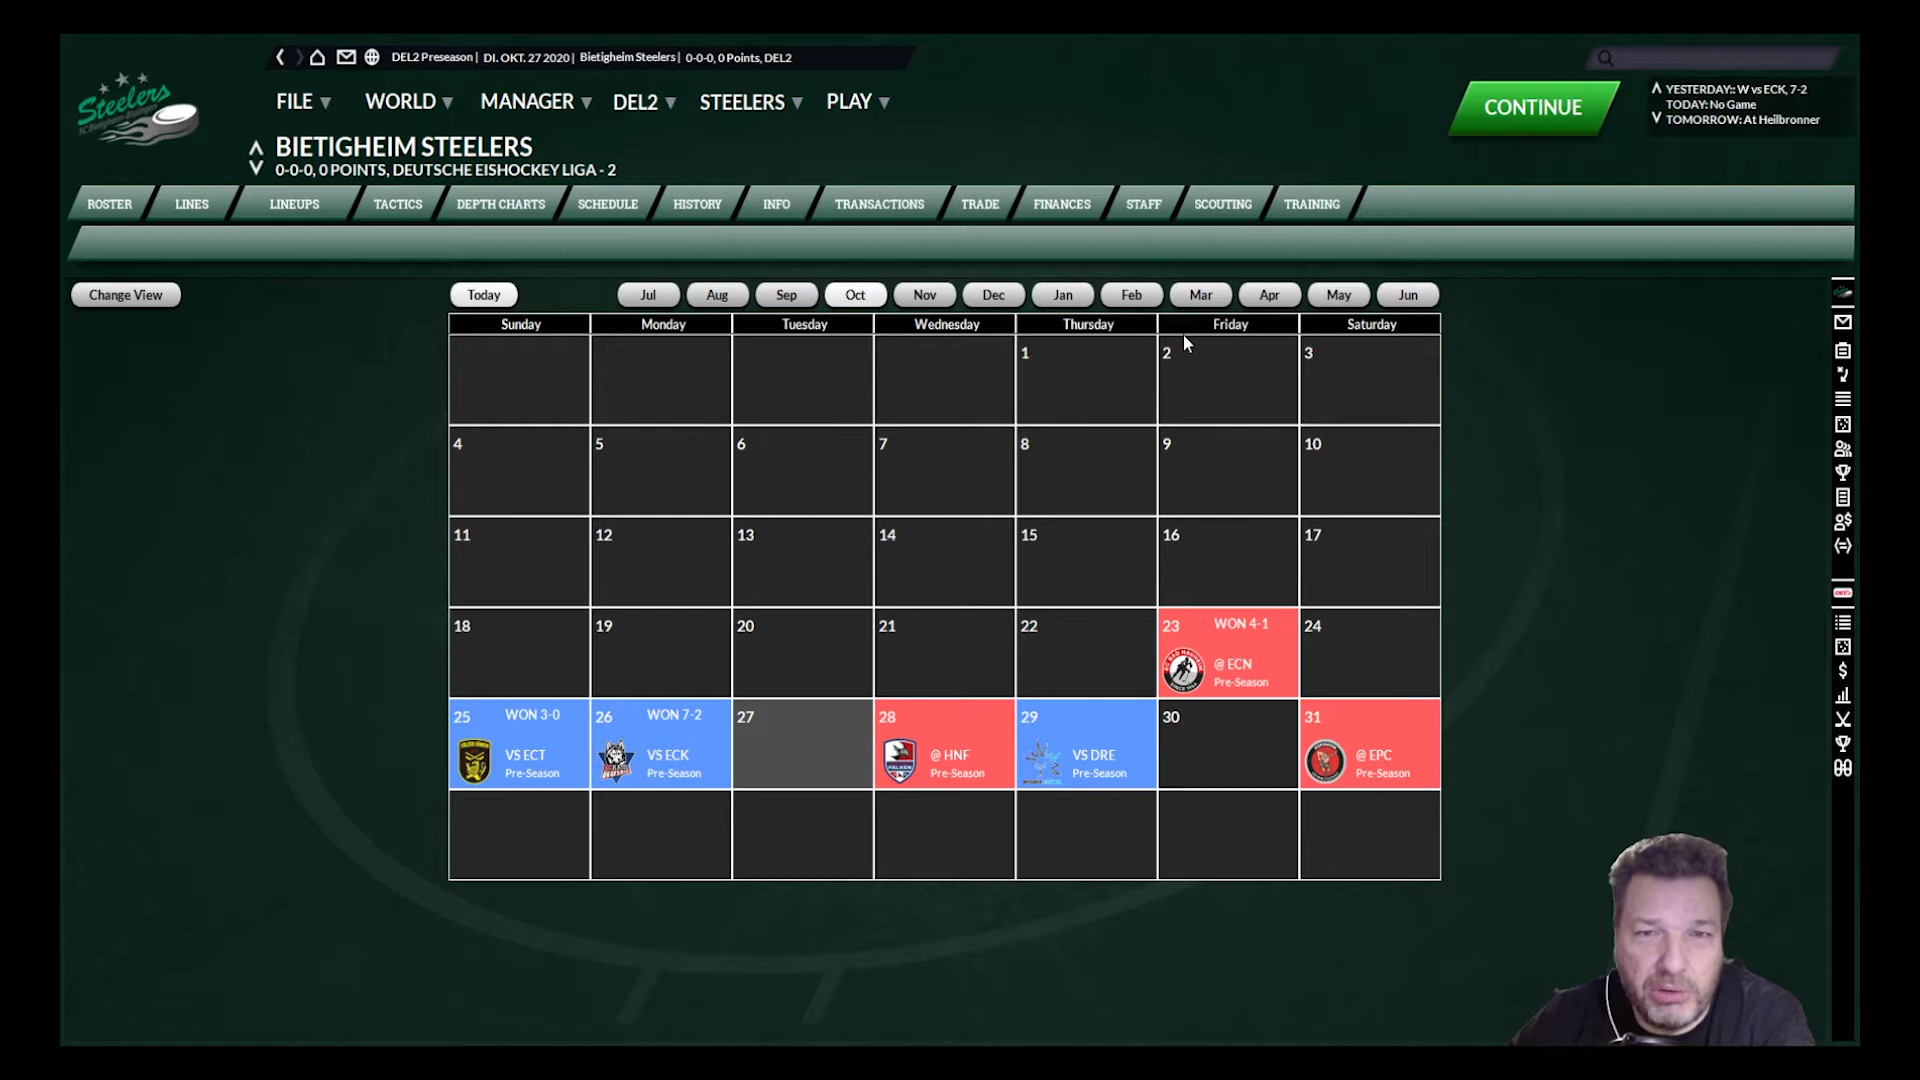 DEL2 Preseason | DI. OKT. 27 2020 | Bietigheim Steelers | 0-0-0, 0 Points, DEL2
FILE WORLD MANAGER DEL2 STEELERS PLAY
CONTINUE
YESTERDAY:: W vs ECK, 7-2
TODAY: No Game
TOMORROW: At Heilbronner
Steelers
SC Bietigheim-Bissingen
BIETIGHEIM STEELERS
0-0-0, 0 POINTS, DEUTSCHE EISHOCKEY LIGA - 2
ROSTER LINES LINEUPS TACTICS DEPTH CHARTS SCHEDULE HISTORY INFO TRANSACTIONS TRADE FINANCES STAFF SCOUTING TRAINING
Change View Today Jul Aug Sep Oct Nov Dec Jan Feb Mar Apr May Jun
Sunday Monday Tuesday Wednesday Thursday Friday Saturday
1 2 3
4 5 6 7 8 9 10
11 12 13 14 15 16 17
18 19 20 21 22 23 WON 4-1 24
@ ECN
Pre-Season
25 WON 3-0 26 WON 7-2 27 28 29 30 31
VS ECT VS ECK @ HNF VS DRE @ EPC
Pre-Season Pre-Season Pre-Season Pre-Season Pre-Season